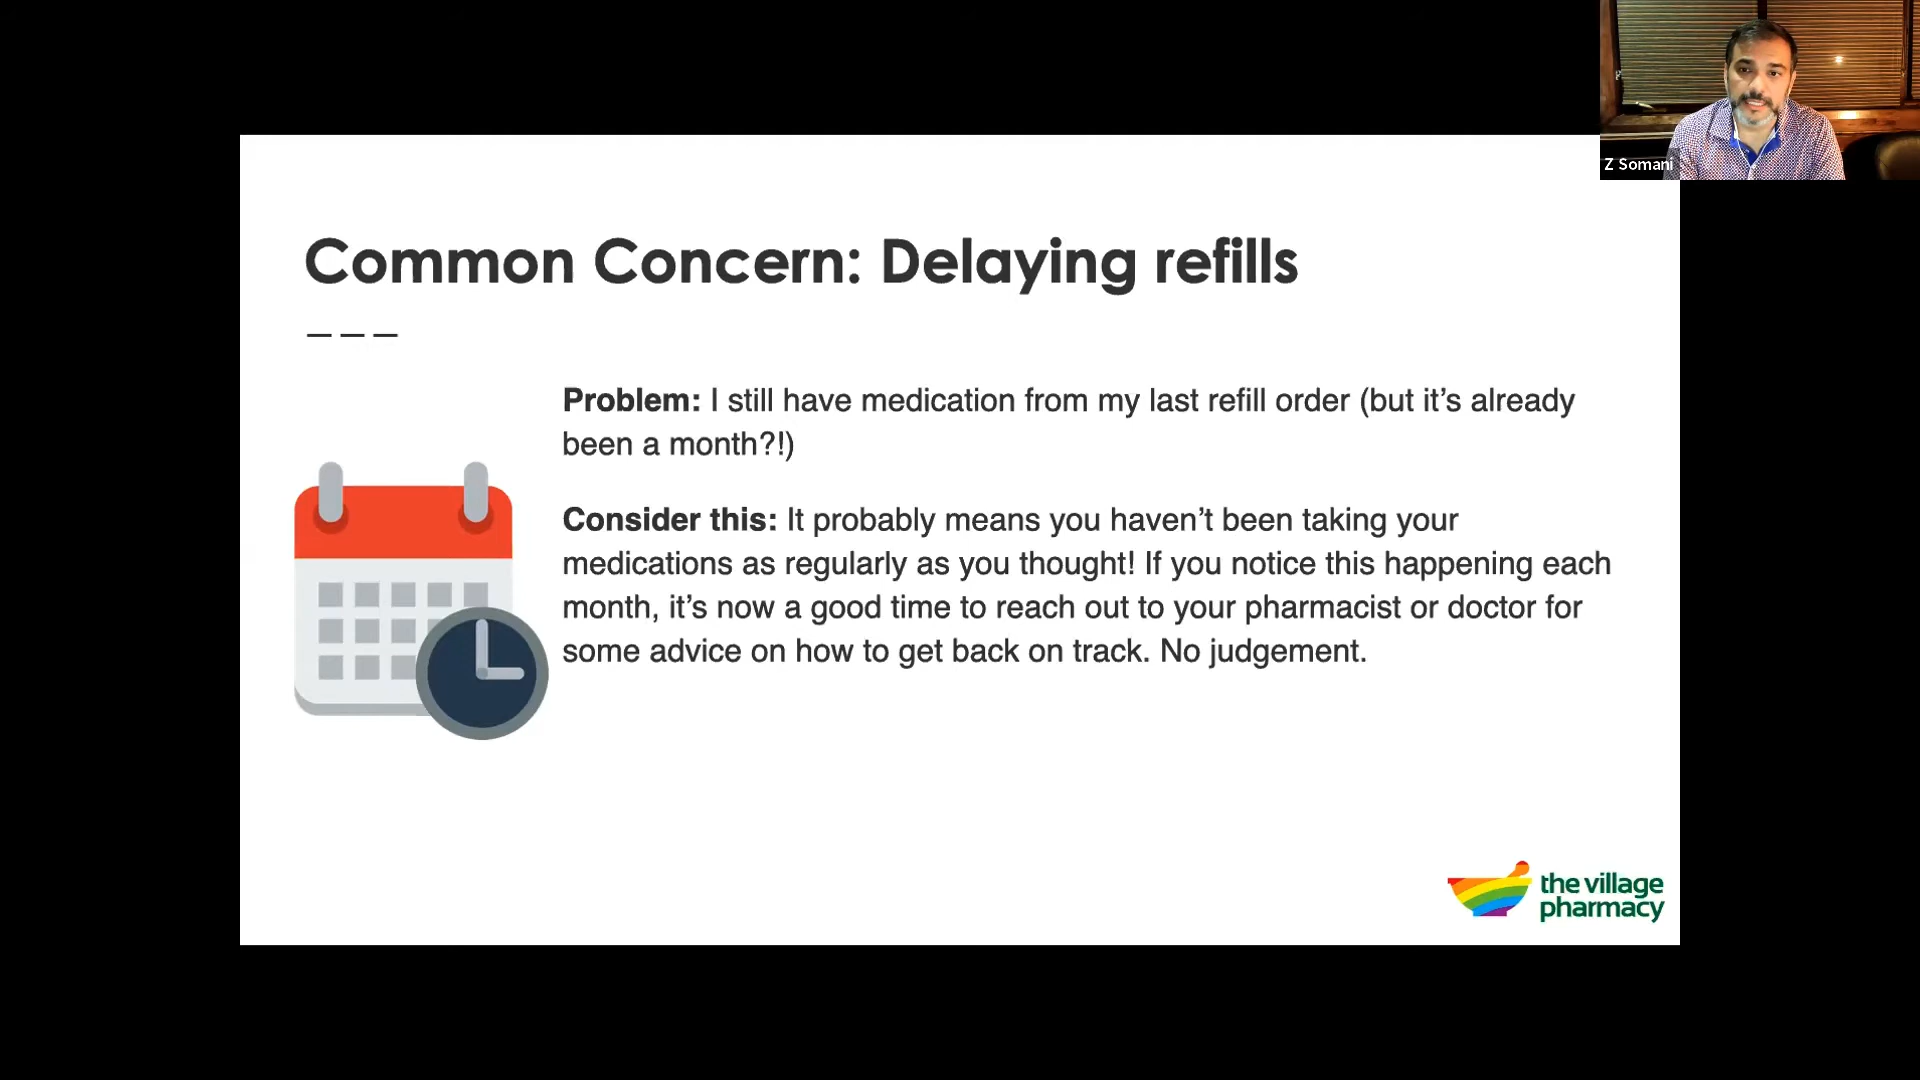 Z Somani
Common Concern: Delaying refills
Problem: I still have medication from my last refill order (but it’s already
been a month?!)
Consider this: It probably means you haven’t been taking your
medications as regularly as you thought! If you notice this happening each
month, it’s now a good time to reach out to your pharmacist or doctor for
some advice on how to get back on track. No judgement.
the village
pharmacy